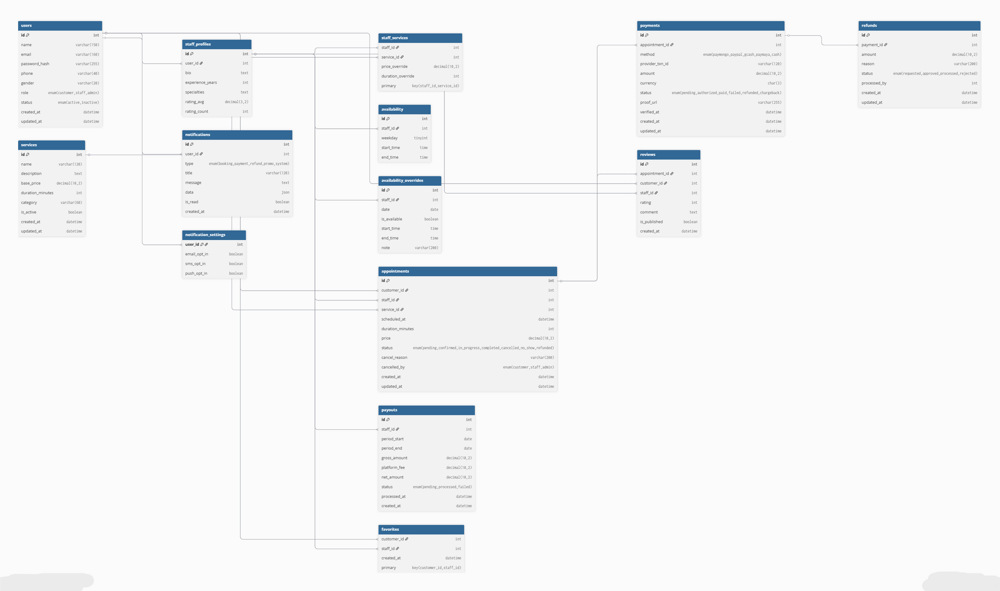 users
id int
name varchar(150)
email varchar(160)
password_hash varchar(255)
phone varchar(40)
gender varchar(20)
role enum(customer,staff,admin)
status enum(active,inactive)
created_at datetime
updated_at datetime
services
id int
name varchar(120)
description text
base_price decimal(10,2)
duration_minutes int
category varchar(60)
is_active boolean
created_at datetime
updated_at datetime
staff_profiles
id int
user_id int
bio text
experience_years int
specialties text
rating_avg decimal(3,2)
rating_count int
notifications
id int
user_id int
type enum(booking,payment,refund,promo,system)
title varchar(120)
message text
data json
is_read boolean
created_at datetime
notification_settings
user_id int
email_opt_in boolean
sms_opt_in boolean
push_opt_in boolean
staff_services
staff_id int
service_id int
price_override decimal(10,2)
duration_override int
primary key(staff_id,service_id)
availability
id int
staff_id int
weekday tinyint
start_time time
end_time time
availability_overrides
id int
staff_id int
date date
is_available boolean
start_time time
end_time time
note varchar(200)
appointments
id int
customer_id int
staff_id int
service_id int
scheduled_at datetime
duration_minutes int
price decimal(10,2)
status enum(pending,confirmed,in_progress,completed,cancelled,no_show,refunded)
cancel_reason varchar(200)
cancelled_by enum(customer,staff,admin)
created_at datetime
updated_at datetime
payouts
id int
staff_id int
period_start date
period_end date
gross_amount decimal(10,2)
platform_fee decimal(10,2)
net_amount decimal(10,2)
status enum(pending,processed,failed)
processed_at datetime
created_at datetime
favorites
customer_id int
staff_id int
created_at datetime
primary key(customer_id,staff_id)
payments
id int
appointment_id int
method enum(paymongo,paypal,gcash,paymaya,cash)
provider_txn_id varchar(120)
amount decimal(10,2)
currency char(3)
status enum(pending,authorized,paid,failed,refunded,chargeback)
proof_url varchar(255)
verified_at datetime
created_at datetime
updated_at datetime
reviews
id int
appointment_id int
customer_id int
staff_id int
rating int
comment text
is_published boolean
created_at datetime
refunds
id int
payment_id int
amount decimal(10,2)
reason varchar(200)
status enum(requested,approved,processed,rejected)
processed_by int
created_at datetime
updated_at datetime